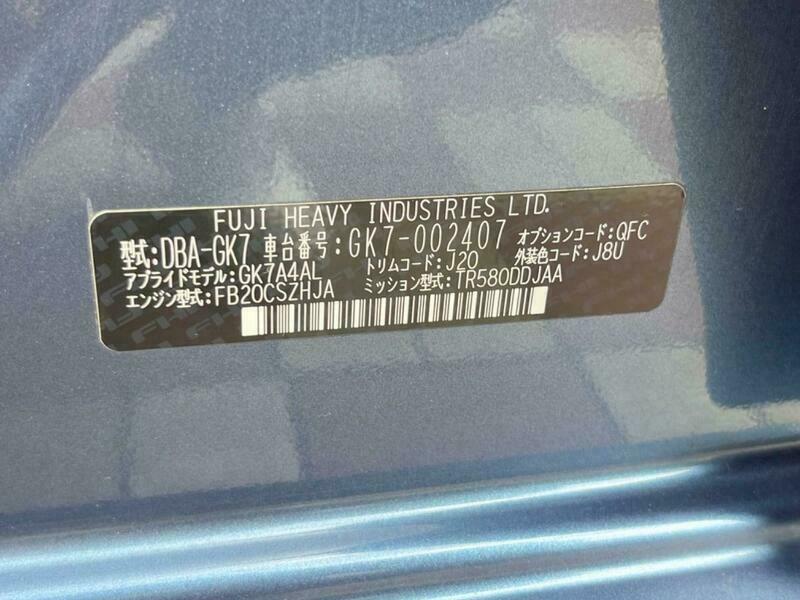 FUJI HEAVY INDUSTRIES LTD.
型式:DBA-GK7 車台番号:GK7-002407 オプションコード:QFC
アプライドモデル:GK7A4AL トリムコード:J20 外装色コード:J8U
エンジン型式:FB20CSZHJA ミッション型式:TR580DDJAA